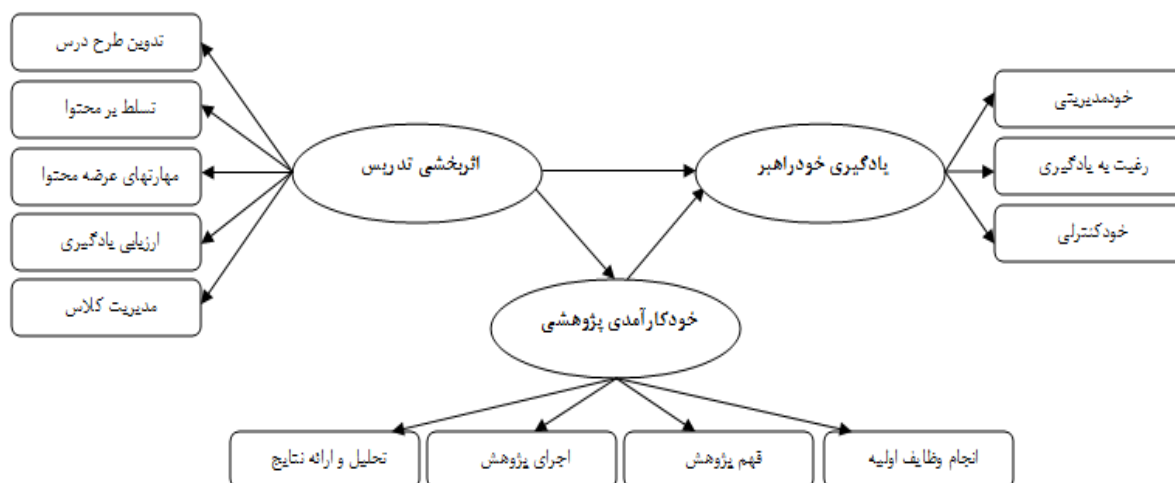 تدوین طرح درس
تسلط بر محتوا
مهارتهای عرضه محتوا
ارزیابی یادگیری
مدیریت کلاس
اثربخشی تدریس
یادگیری خودراهبر
خودمدیریتی
رغبت به یادگیری
خودکنترلی
خودکارآمدی پژوهشی
انجام وظایف اولیه
فهم پژوهش
اجرای پژوهش
تحلیل و ارائه نتایج